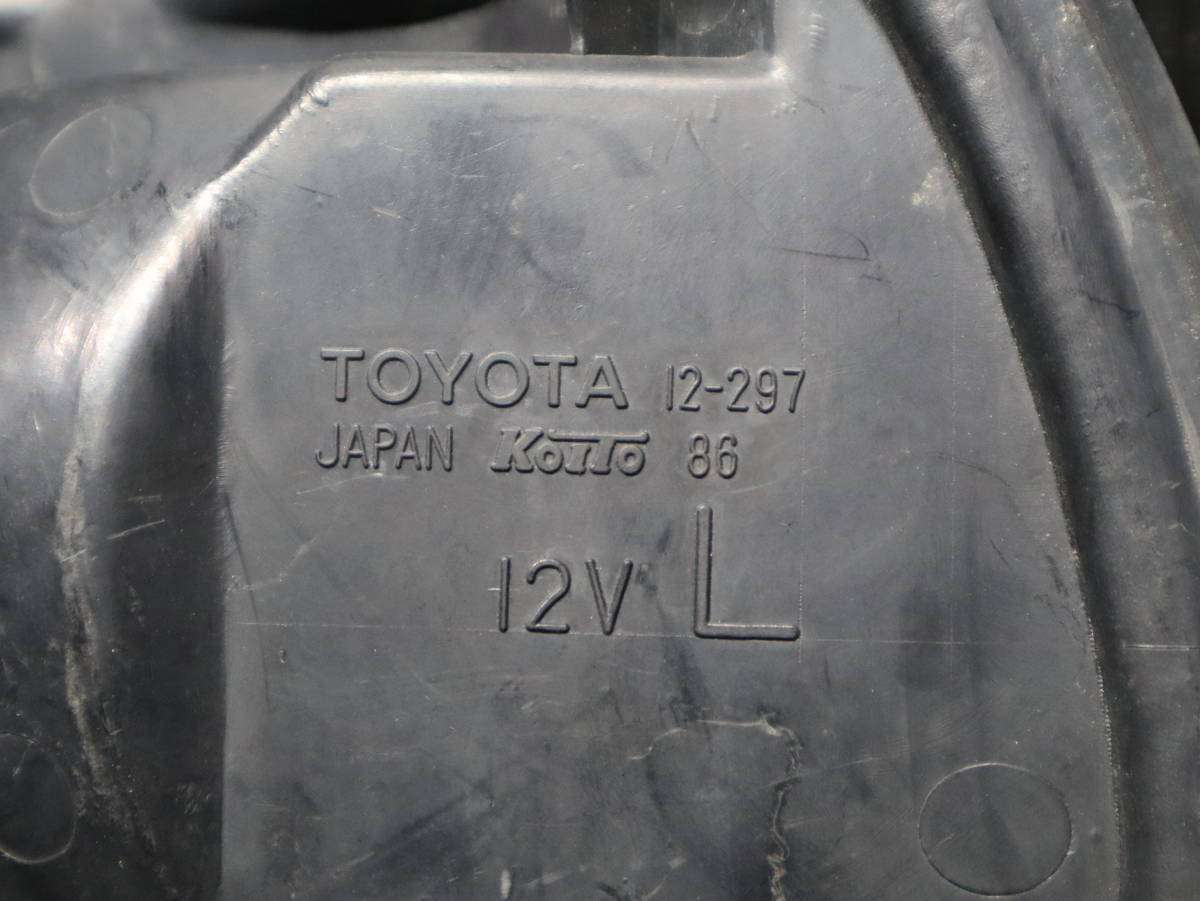 TOYOTA 12-297
JAPAN KOITO 86
12V L